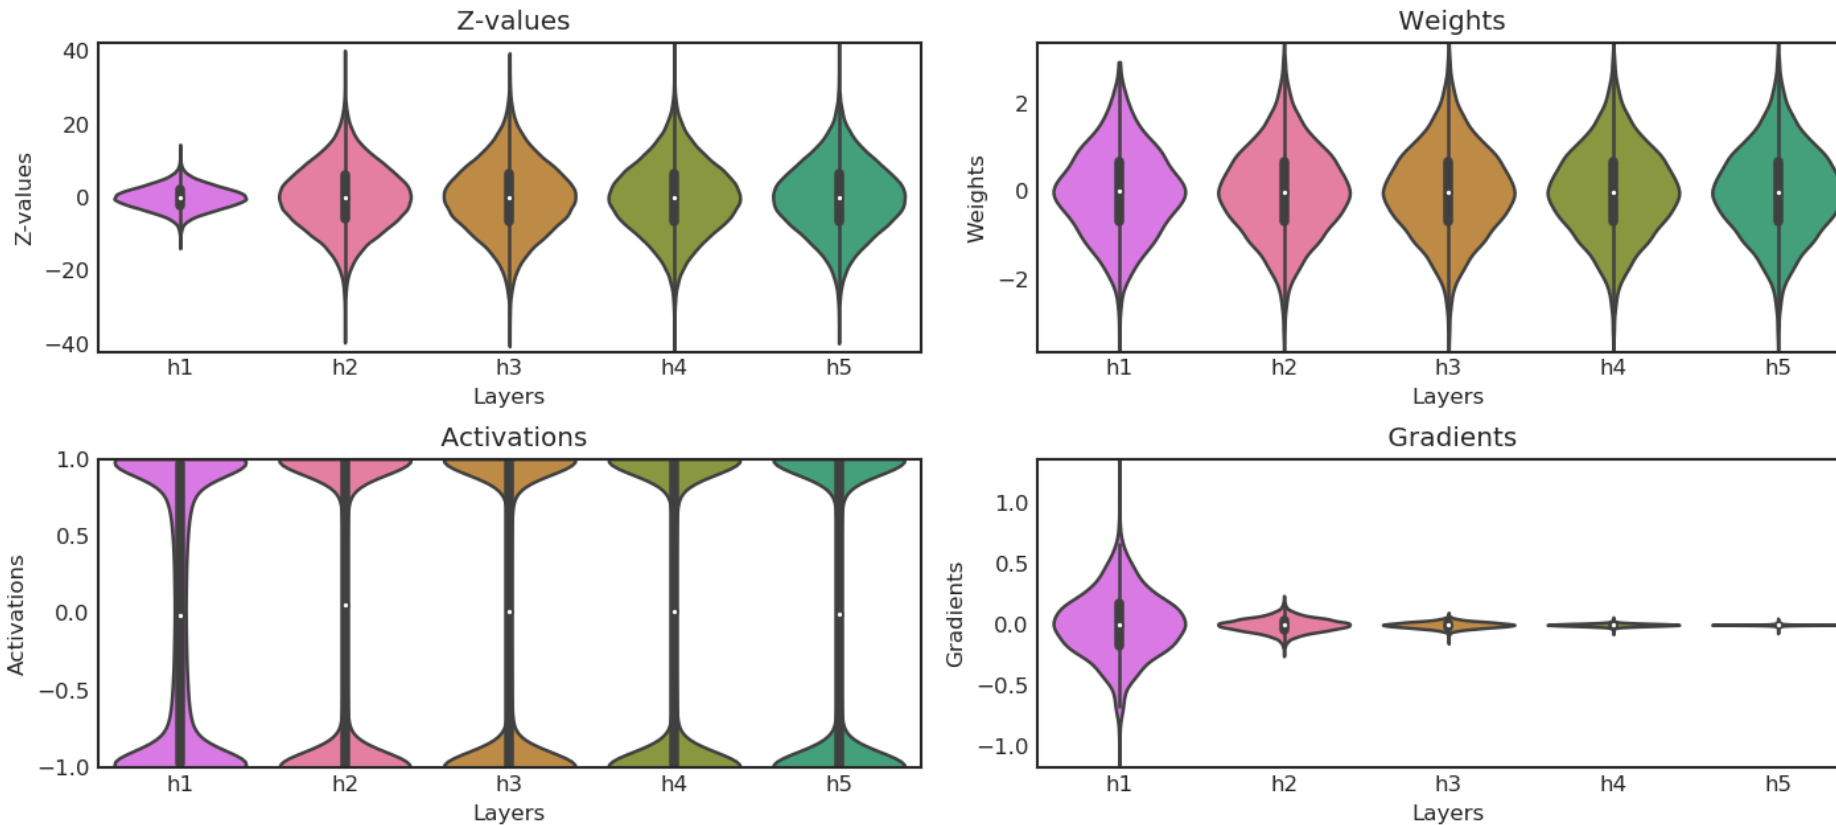 Z-values
Z-values
40
20
0
−20
−40
h1 h2 h3 h4 h5
Layers
Weights
Weights
2
0
−2
h1 h2 h3 h4 h5
Layers
Activations
Activations
1.0
0.5
0.0
−0.5
−1.0
h1 h2 h3 h4 h5
Layers
Gradients
Gradients
1.0
0.5
0.0
−0.5
−1.0
h1 h2 h3 h4 h5
Layers